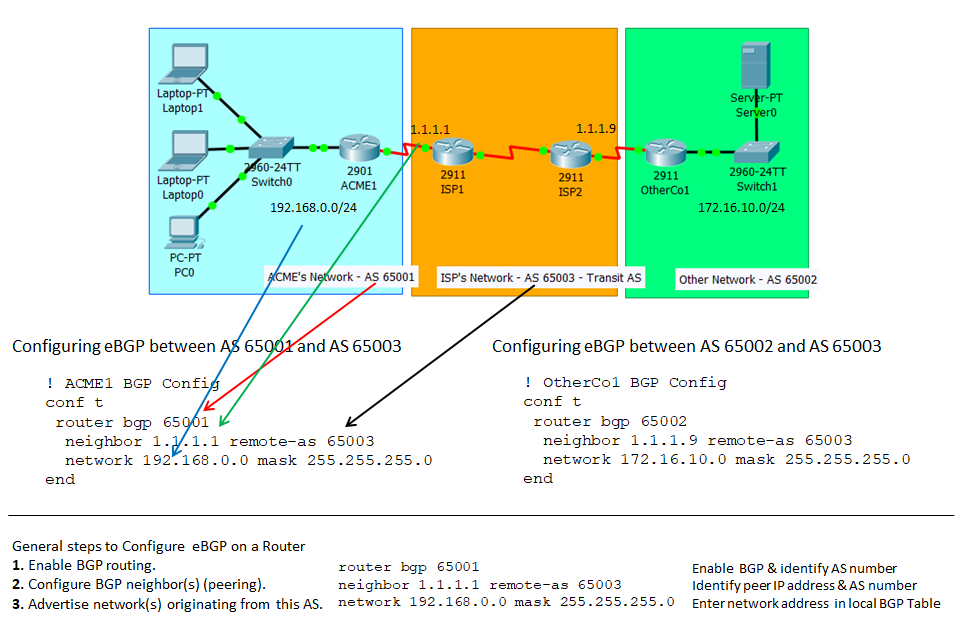 Laptop-PT
Laptop1
Laptop-PT
Laptop0
PC-PT
PC0
2960-24TT
Switch0
2901
ACME1
192.168.0.0/24
1.1.1.1
2911
ISP1
1.1.1.9
2911
ISP2
2911
OtherCo1
Server-PT
Server0
2960-24TT
Switch1
172.16.10.0/24
ACME's Network - AS 65001
ISP's Network - AS 65003 - Transit AS
Other Network - AS 65002
Configuring eBGP between AS 65001 and AS 65003
! ACME1 BGP Config
conf t
router bgp 65001
neighbor 1.1.1.1 remote-as 65003
network 192.168.0.0 mask 255.255.255.0
end
Configuring eBGP between AS 65002 and AS 65003
! OtherCo1 BGP Config
conf t
router bgp 65002
neighbor 1.1.1.9 remote-as 65003
network 172.16.10.0 mask 255.255.255.0
end
General steps to Configure eBGP on a Router
1. Enable BGP routing.
2. Configure BGP neighbor(s) (peering).
3. Advertise network(s) originating from this AS.
router bgp 65001
neighbor 1.1.1.1 remote-as 65003
network 192.168.0.0 mask 255.255.255.0
Enable BGP & identify AS number
Identify peer IP address & AS number
Enter network address in local BGP Table